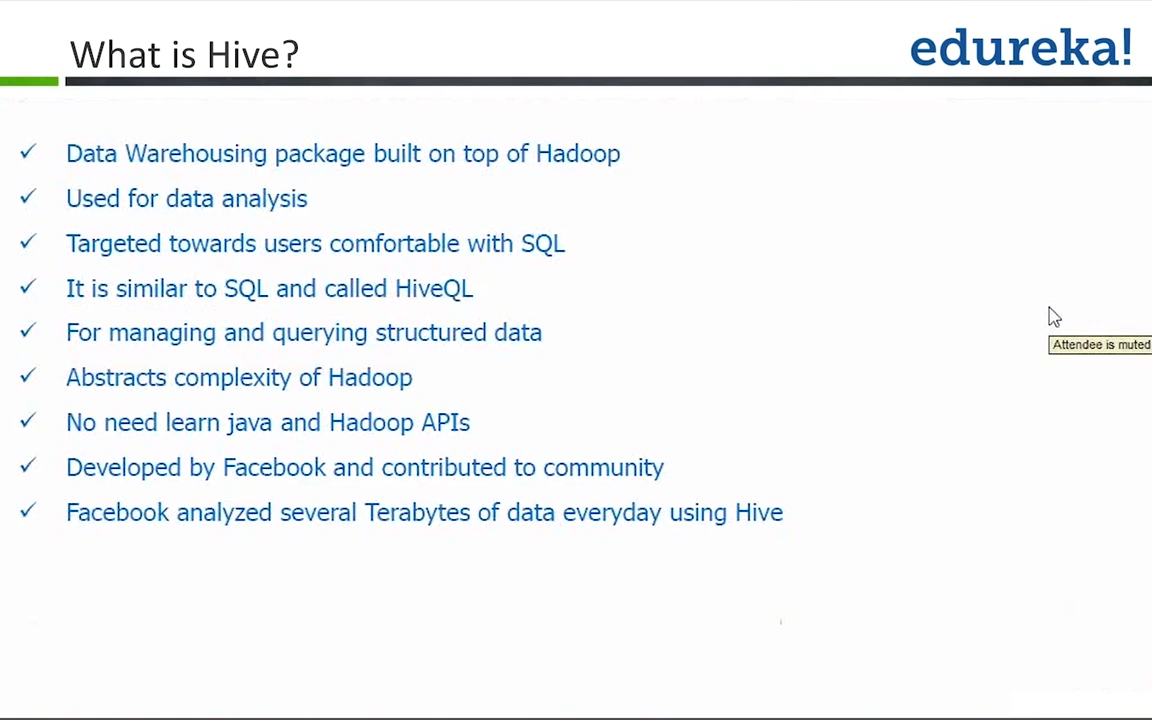 What is Hive?
edureka!
Data Warehousing package built on top of Hadoop
Used for data analysis
Targeted towards users comfortable with SQL
It is similar to SQL and called HiveQL
For managing and querying structured data
Attendee is muted
Abstracts complexity of Hadoop
No need learn java and Hadoop APIs
Developed by Facebook and contributed to community
Facebook analyzed several Terabytes of data everyday using Hive